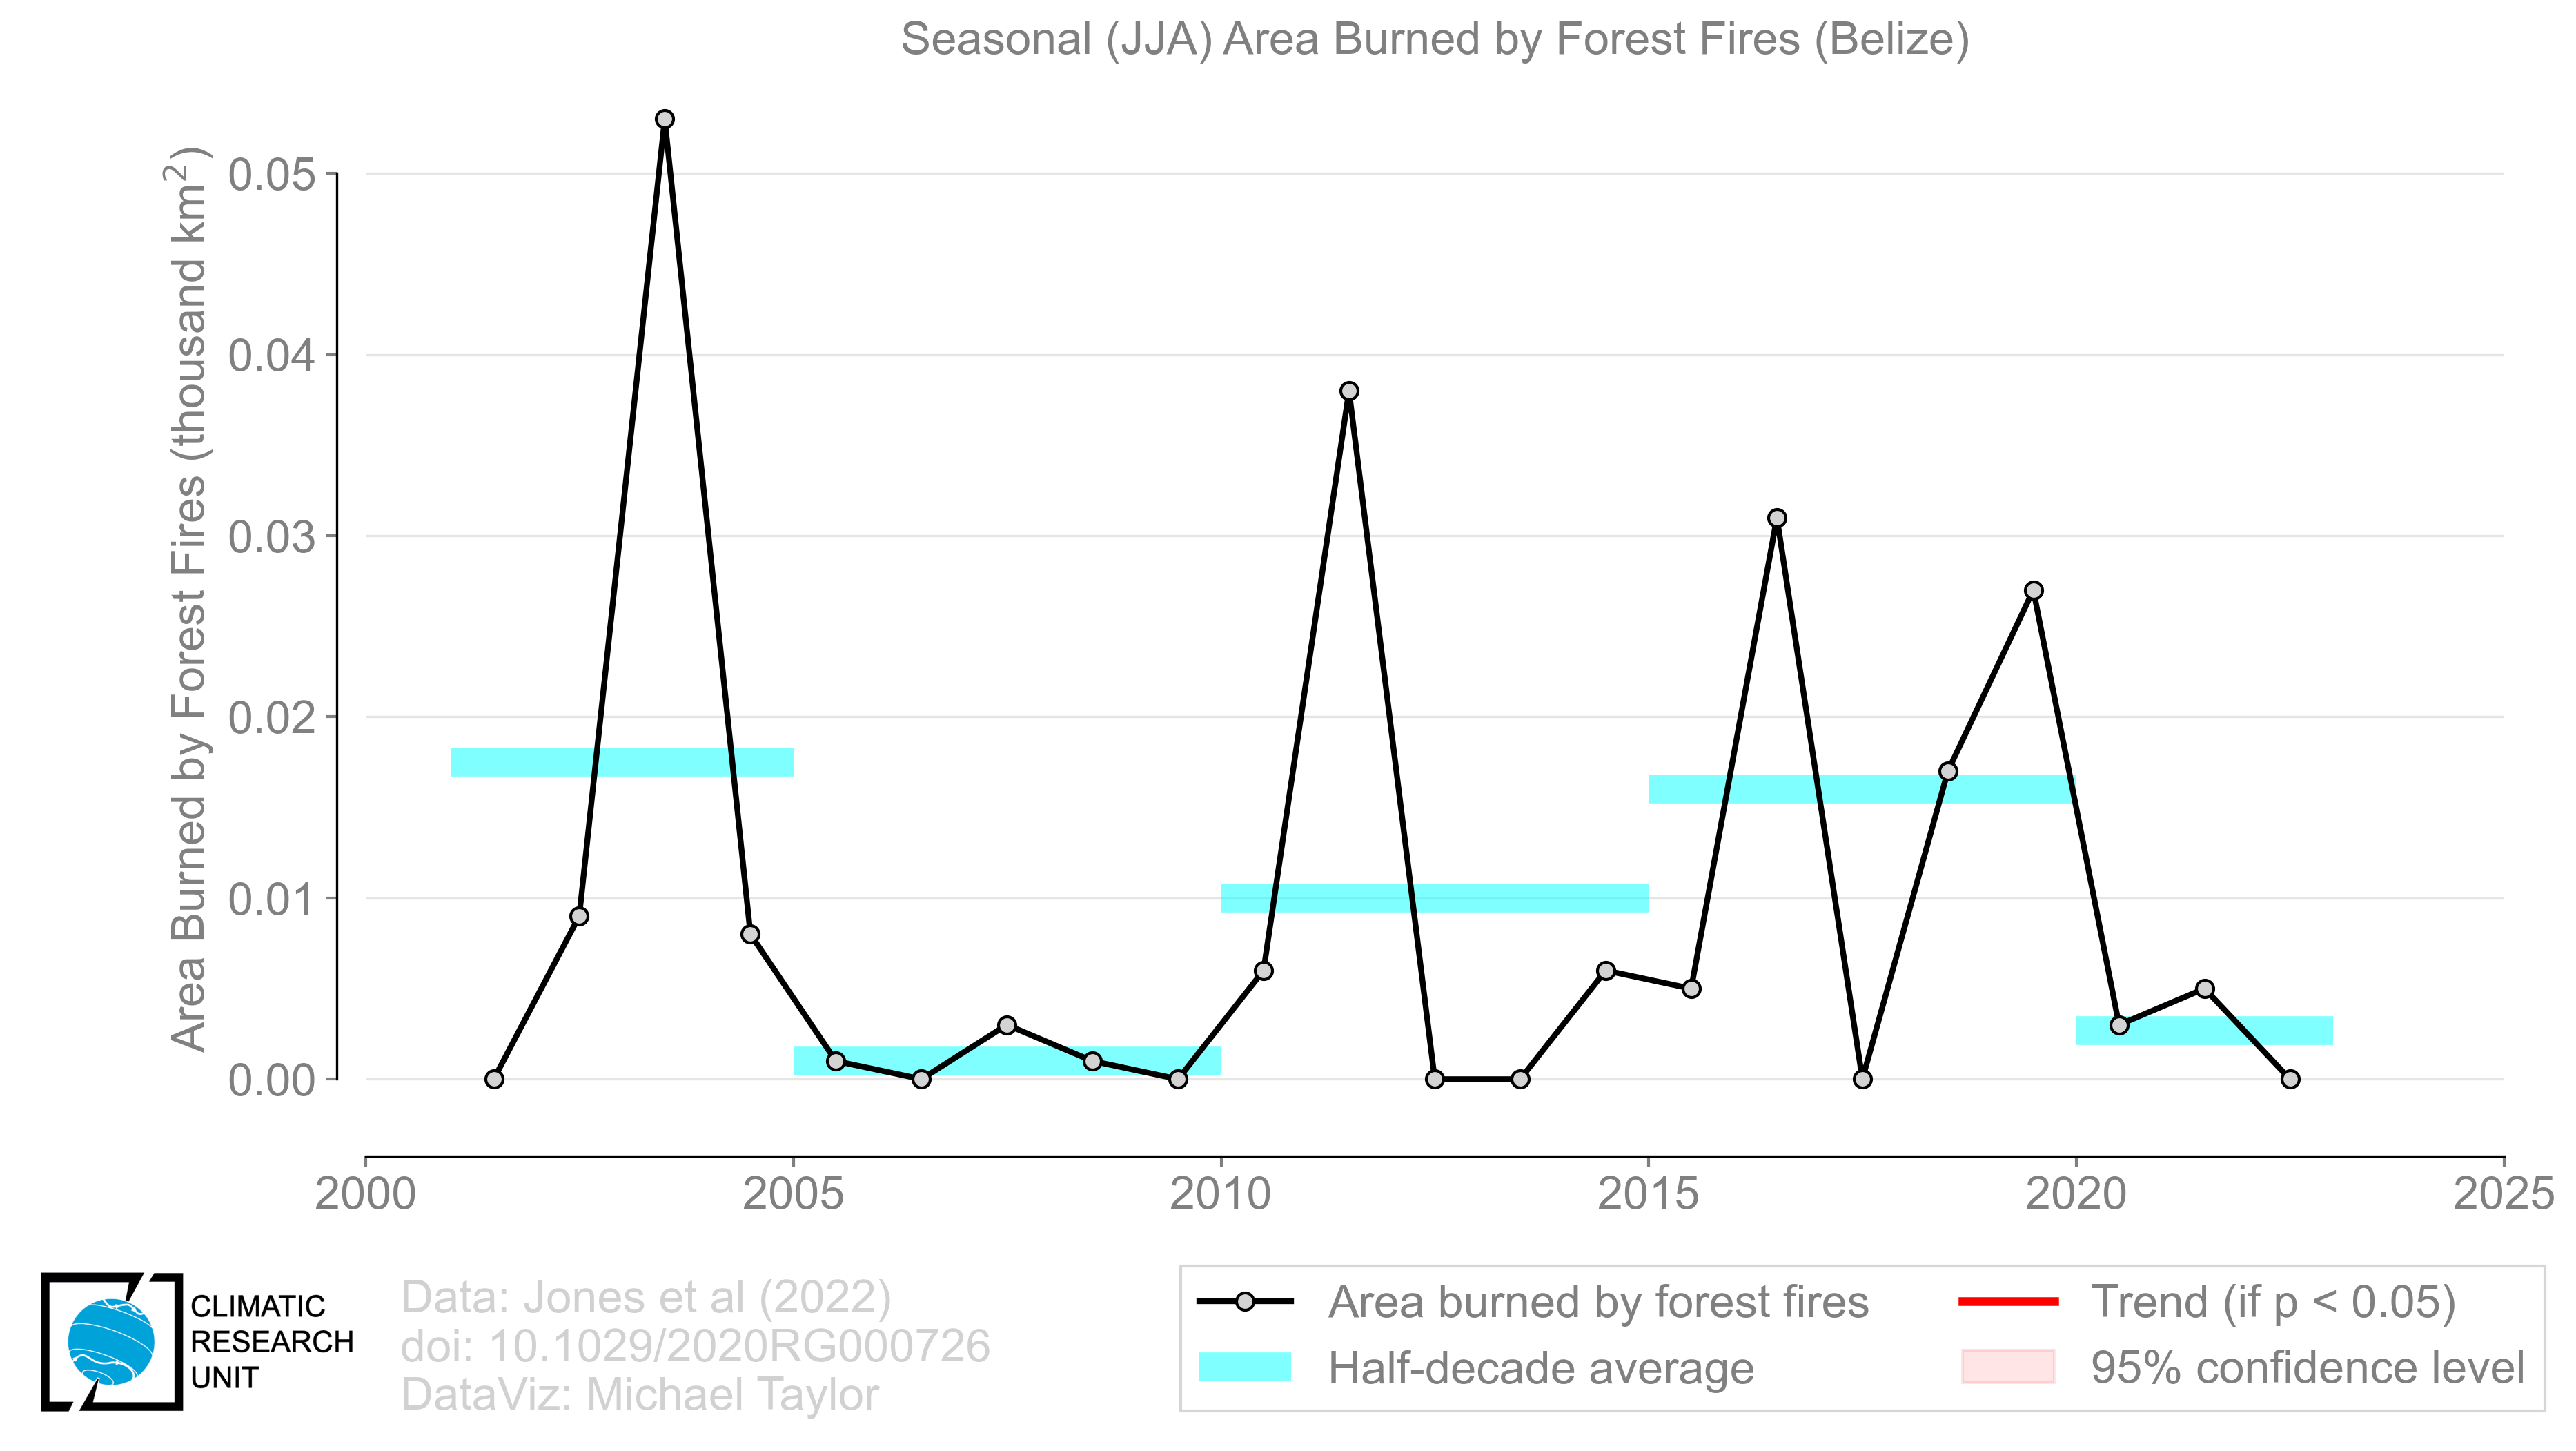 Seasonal (JJA) Area Burned by Forest Fires (Belize)
Area Burned by Forest Fires (thousand km²)
0.05
0.04
0.03
0.02
0.01
0.00
2000 2005 2010 2015 2020 2025
CLIMATIC
RESEARCH
UNIT
Data: Jones et al (2022)
doi: 10.1029/2020RG000726
DataViz: Michael Taylor
Area burned by forest fires
Half-decade average
Trend (if p < 0.05)
95% confidence level